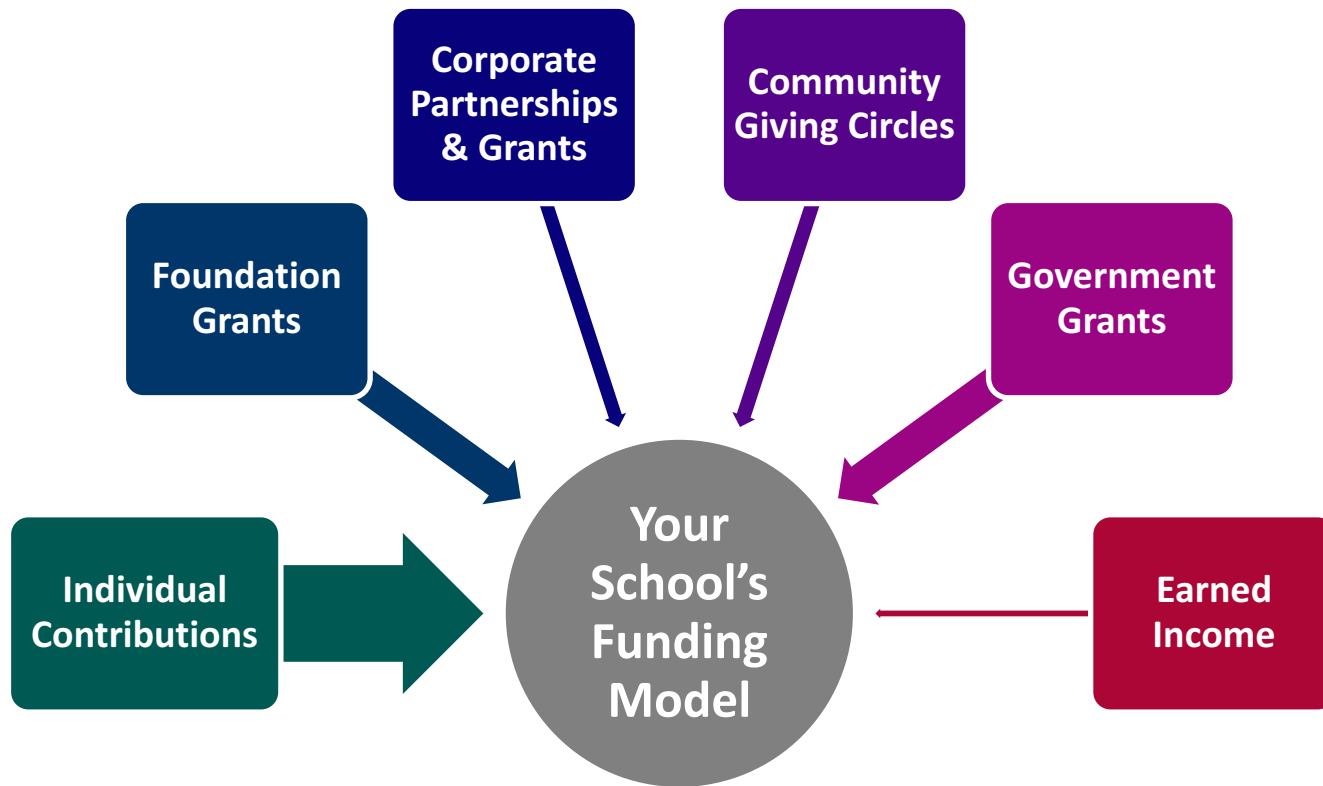 Corporate
Partnerships
& Grants
Community
Giving Circles
Foundation
Grants
Government
Grants
Individual
Contributions
Your
School’s
Funding
Model
Earned
Income